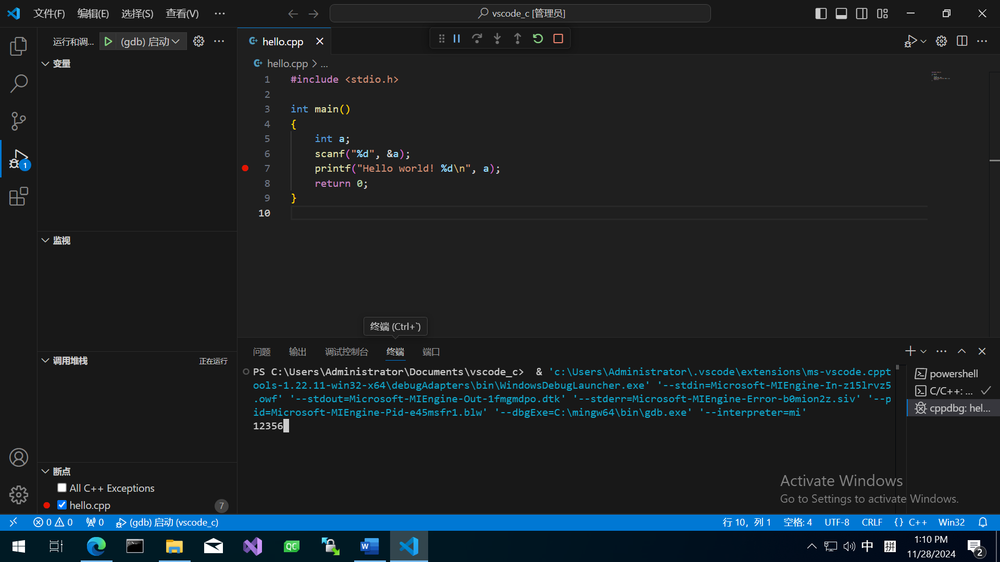 文件(F) 编辑(E) 选择(S) 查看(V) ···
vscode_c [管理员]
运行和调... (gdb) 启动
hello.cpp
变量
监视
调用堆栈 正在运行
断点
All C++ Exceptions
hello.cpp 7
1
hello.cpp > ...
1 #include <stdio.h>
2
3 int main()
4 {
5 int a;
6 scanf("%d", &a);
7 printf("Hello world! %d\n", a);
8 return 0;
9 }
10
终端 (Ctrl+`)
问题 输出 调试控制台 终端 端口
PS C:\Users\Administrator\Documents\vscode_c>  & 'c:\Users\Administrator\.vscode\extensions\ms-vscode.cppt
ools-1.22.11-win32-x64\debugAdapters\bin\WindowsDebugLauncher.exe' '--stdin=Microsoft-MIEngine-In-z15lrvz5
.owf' '--stdout=Microsoft-MIEngine-Out-1fmgmdpo.dtk' '--stderr=Microsoft-MIEngine-Error-b0mion2z.siv' '--p
id=Microsoft-MIEngine-Pid-e45msfr1.blw' '--dbgExe=C:\mingw64\bin\gdb.exe' '--interpreter=mi'
12356
powershell
C/C++: ...
cppdbg: hel...
Activate Windows
Go to Settings to activate Windows.
0 0 0 (gdb) 启动 (vscode_c)
行 10，列 1 空格: 4 UTF-8 CRLF {} C++ Win32
QC
W
中 拼
1:10 PM
11/28/2024
2